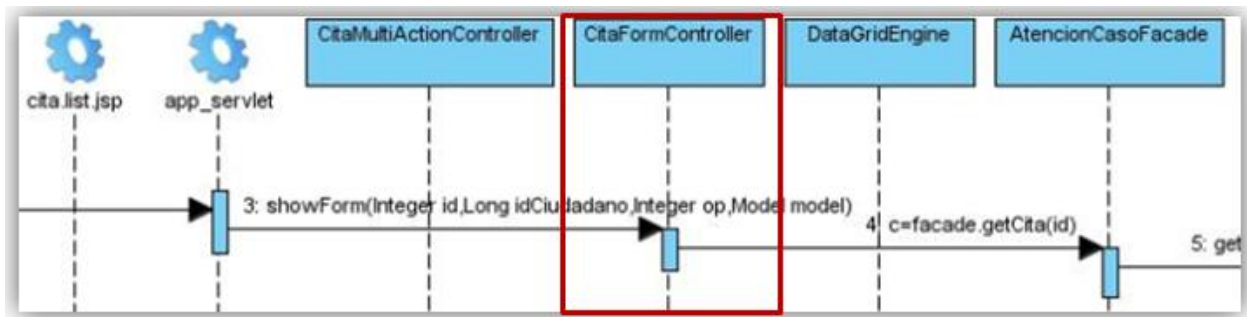 CitaMultiActionController
CitaFormController
DataGridEngine
AtencionCasoFacade
cita.list.jsp
app_servlet
3: showForm(Integer id,Long idCiudadano,Integer op,Model model)
4 c=facade.getCita(id)
5: get